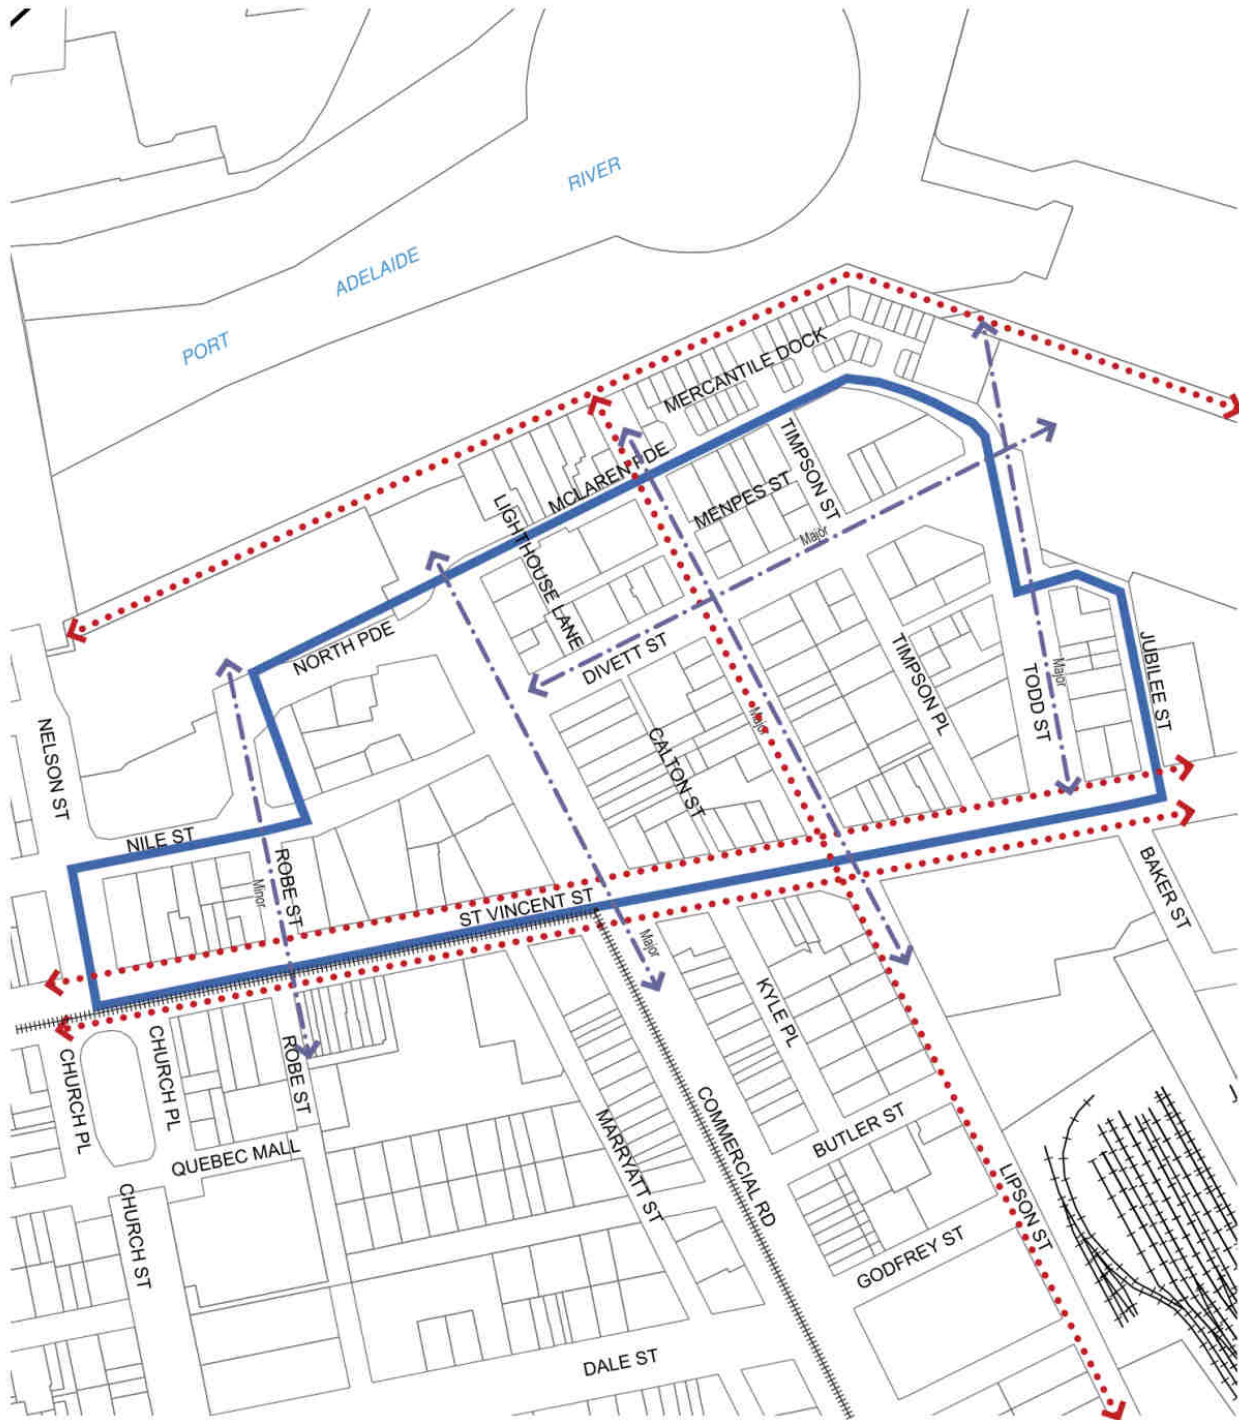 RIVER
ADELAIDE
PORT
MERCANTILE DOCK
MCLAREN PDE
TIMPSON ST
MENPES ST
LIGHTHOUSE LANE
Major
NORTH PDE
DIVETT ST
TIMPSON PL
JUBILEE ST
TODD ST
Major
NELSON ST
CALTON ST
Major
NILE ST
ROBE ST
Minor
ST VINCENT ST
BAKER ST
Major
KYLE PL
CHURCH PL
CHURCH PL
ROBE ST
QUEBEC MALL
MARRYATT ST
COMMERCIAL RD
BUTLER ST
LIPSON ST
CHURCH ST
GODFREY ST
DALE ST